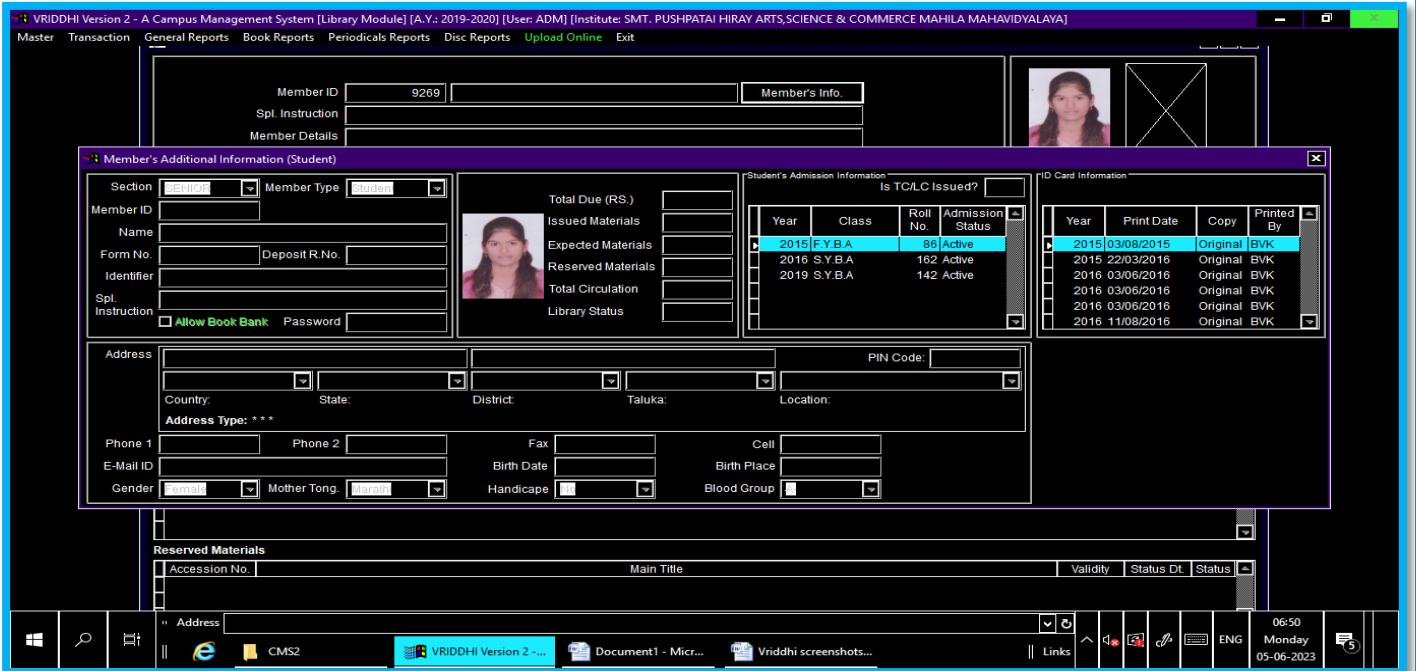 VRIDDHI Version 2 - A Campus Management System [Library Module] [A.Y.: 2019-2020] [User: ADM] [Institute: SMT. PUSHPATAI HIRAY ARTS,SCIENCE & COMMERCE MAHILA MAHAVIDYALAYA]
Master Transaction General Reports Book Reports Periodicals Reports Disc Reports Upload Online Exit
Member ID 9269 Member's Info.
Spl. Instruction
Member Details
Member's Additional Information (Student)
Section SENIOR Member Type Student
Member ID
Name
Form No. Deposit R.No.
Identifier
Spl.
Instruction
Allow Book Bank Password
Total Due (RS.)
Issued Materials
Expected Materials
Reserved Materials
Total Circulation
Library Status
Student's Admission Information
Is TC/LC Issued?
Year Class Roll No. Admission Status
2015 F.Y.B.A 86 Active
2016 S.Y.B.A 162 Active
2019 S.Y.B.A 142 Active
ID Card Information
Year Print Date Copy Printed By
2015 03/08/2015 Original BVK
2015 22/03/2016 Original BVK
2016 03/06/2016 Original BVK
2016 03/06/2016 Original BVK
2016 03/06/2016 Original BVK
2016 11/08/2016 Original BVK
Address PIN Code:
Country: State: District: Taluka: Location:
Address Type: * * *
Phone 1 Phone 2 Fax Cell
E-Mail ID Birth Date Birth Place
Gender Female Mother Tong. Marathi Handicape No Blood Group
Reserved Materials
Accession No. Main Title Validity Status Dt. Status
Address
CMS2 VRIDDHI Version 2 -... Document1 - Micr... Vriddhi screenshots... Links ENG
06:50
Monday
05-06-2023
5